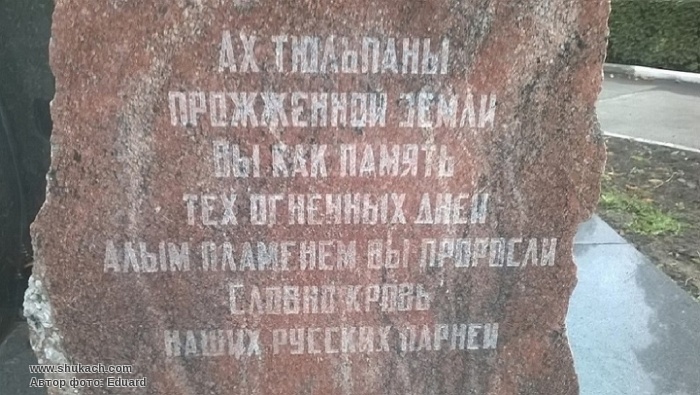 АХ ТЮЛЬПАНЫ
ПРОЖЖЕННОЙ ЗЕМЛИ
ВЫ КАК ПАМЯТЬ
ТЕХ ОГНЕННЫХ ДНЕЙ
АЛЫМ ПЛАМЕНЕМ ВЫ ПРОРОСЛИ
СЛОВНО КРОВЬ
НАШИХ РУССКИХ ПАРНЕЙ
www.shukach.com
Автор фото: Eduard